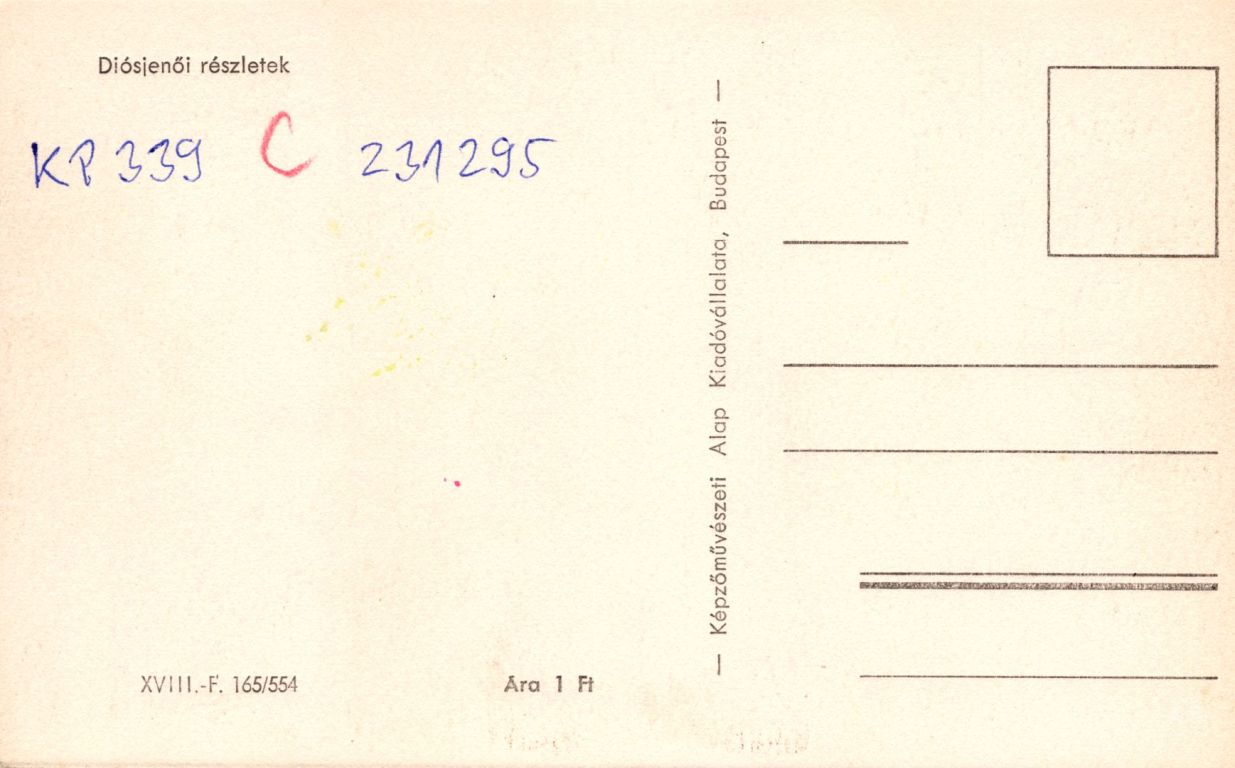 Diósjenői részletek
KP 339 C 231295
— Képzőművészeti Alap Kiadóvállalata, Budapest —
XVIII.-F. 165/554
Ára 1 Ft